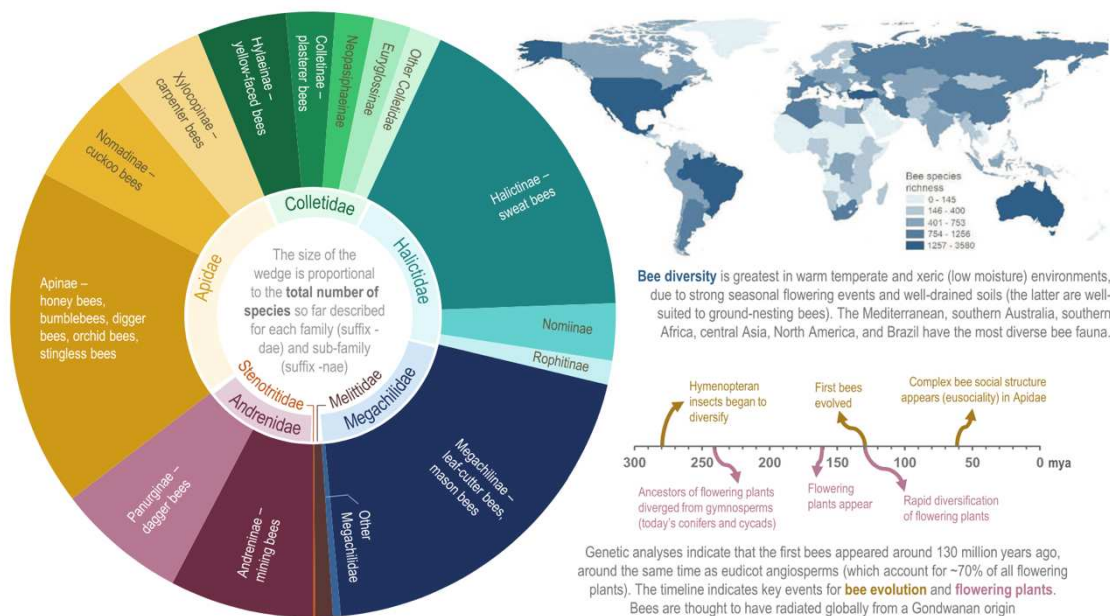 Xylocopinae –
carpenter bees
Hylaeinae –
yellow-faced bees
Colletinae –
plasterer bees
Neopasiphaeinae
Euryglossinae
Other Colletidae
Halictinae –
sweat bees
Nomiinae
Rophitinae
Megachilinae –
leaf-cutter bees,
mason bees
Other
Megachilidae
Andreninae –
mining bees
Panurginae –
dagger bees
Apinae –
honey bees,
bumblebees, digger
bees, orchid bees,
stingless bees
Nomadinae –
cuckoo bees
Colletidae
Halictidae
Megachilidae
Melittidae
Stenotritidae
Andrenidae
Apidae
The size of the
wedge is proportional
to the total number of
species so far
described for each
family (suffix -
dae) and sub-family
(suffix -nae)
Bee species
richness
0 - 145
146 - 400
401 - 753
754 - 1256
1257 - 3580
Bee diversity is greatest in warm temperate and xeric (low moisture) environments,
due to strong seasonal flowering events and well-drained soils (the latter are well-
suited to ground-nesting bees). The Mediterranean, southern Australia, southern
Africa, central Asia, North America, and Brazil have the most diverse bee fauna.
Hymenopteran
insects began to
diversify
First bees
evolved
Complex bee social structure
appears (eusociality) in Apidae
300 250 200 150 100 50 0 mya
Ancestors of flowering plants
diverged from gymnosperms
(today's conifers and cycads)
Flowering
plants appear
Rapid diversification
of flowering plants
Genetic analyses indicate that the first bees appeared around 130 million years ago,
around the same time as eudicot angiosperms (which account for ~70% of all flowering
plants). The timeline indicates key events for bee evolution and flowering plants.
Bees are thought to have radiated globally from a Gondwanan origin